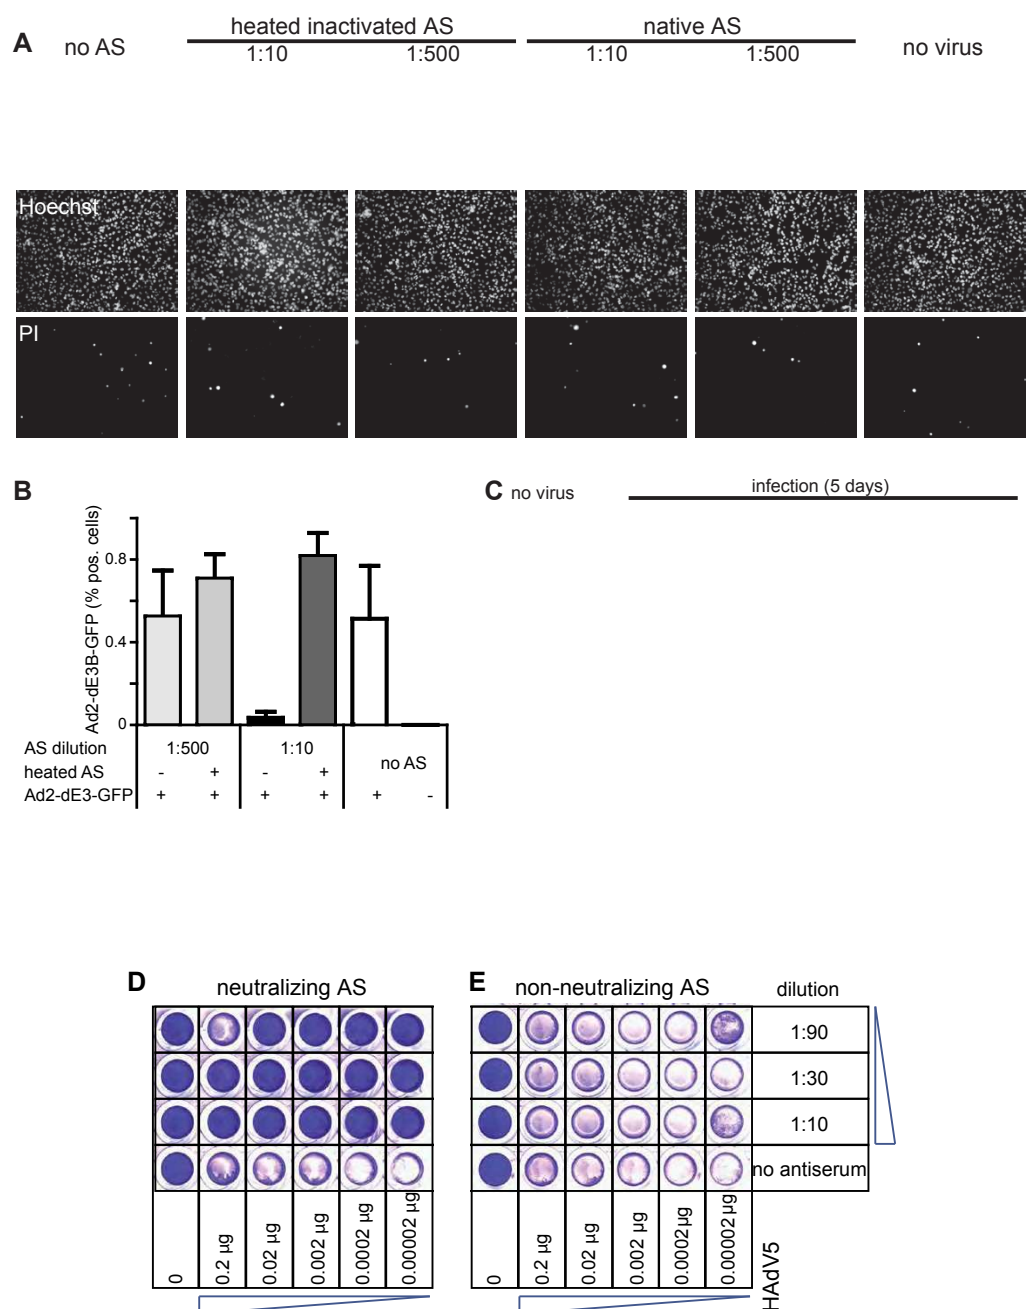 A
no AS
heated inactivated AS
1:10
1:500
native AS
1:10
1:500
no virus
Hoechst
PI
B
Ad2-dE3B-GFP (% pos. cells)
0.8
0.4
0
AS dilution 1:500 1:10 no AS
heated AS - + - +
Ad2-dE3-GFP + + + + + -
C
no virus
infection (5 days)
D
neutralizing AS
0
0.2 µg
0.02 µg
0.002 µg
0.0002 µg
0.00002 µg
E
non-neutralizing AS
dilution
1:90
1:30
1:10
no antiserum
0
0.2 µg
0.02 µg
0.002 µg
0.0002 µg
0.00002 µg
HAdV5